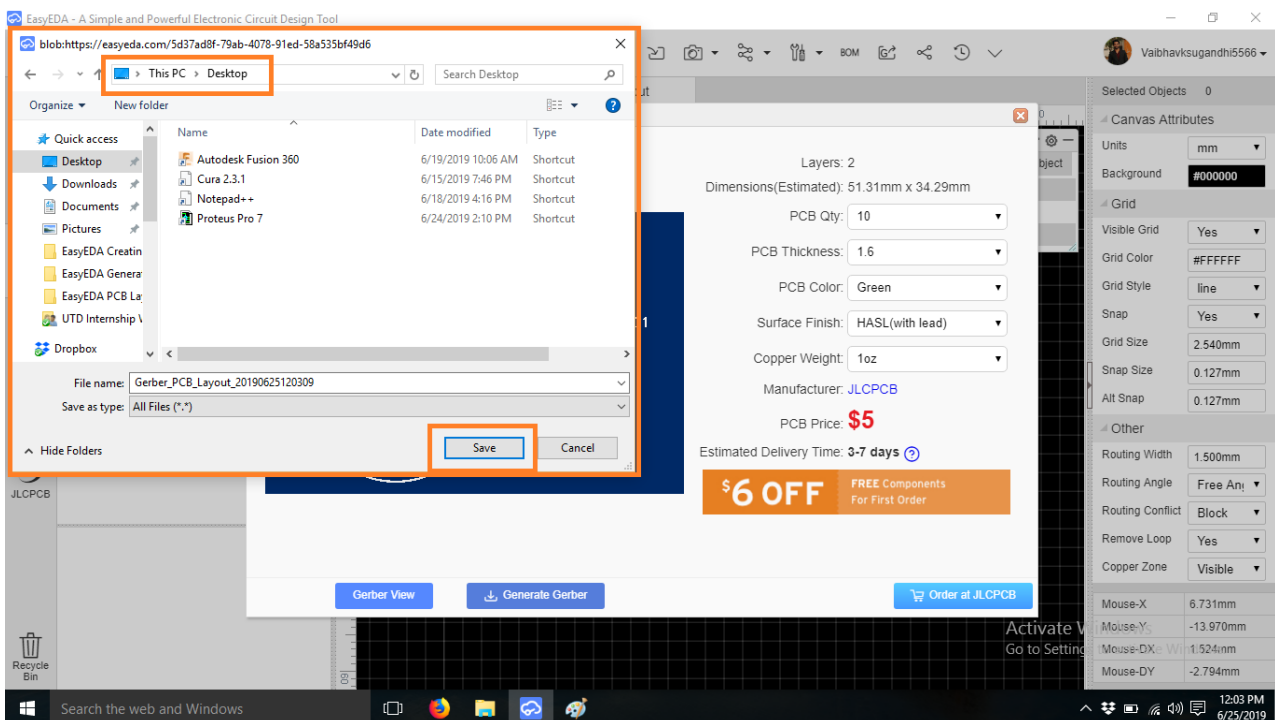 EasyEDA - A Simple and Powerful Electronic Circuit Design Tool
blob:https://easyeda.com/5d37ad8f-79ab-4078-91ed-58a535bf49d6
This PC > Desktop
Search Desktop
Organize
New folder
Quick access
Desktop
Downloads
Documents
Pictures
EasyEDA Creatin
EasyEDA Genera
EasyEDA PCB La
UTD Internship
Dropbox
Name Date modified Type
Autodesk Fusion 360 6/19/2019 10:06 AM Shortcut
Cura 2.3.1 6/15/2019 7:46 PM Shortcut
Notepad++ 6/18/2019 4:16 PM Shortcut
Proteus Pro 7 6/24/2019 2:10 PM Shortcut
File name: Gerber_PCB_Layout_20190625120309
Save as type: All Files (*.*)
Hide Folders
Save
Cancel
BOM
Vaibhavksugandhi5566
ut
bject
1
Layers: 2
Dimensions(Estimated): 51.31mm x 34.29mm
PCB Qty: 10
PCB Thickness: 1.6
PCB Color: Green
Surface Finish: HASL(with lead)
Copper Weight: 1oz
Manufacturer: JLCPCB
PCB Price: $5
Estimated Delivery Time: 3-7 days ?
$6 OFF
FREE Components
For First Order
Gerber View
Generate Gerber
Order at JLCPCB
Selected Objects 0
Canvas Attributes
Units mm
Background #000000
Grid
Visible Grid Yes
Grid Color #FFFFFF
Grid Style line
Snap Yes
Grid Size 2.540mm
Snap Size 0.127mm
Alt Snap 0.127mm
Other
Routing Width 1.500mm
Routing Angle Free Ang
Routing Conflict Block
Remove Loop Yes
Copper Zone Visible
Mouse-X 6.731mm
Mouse-Y -13.970mm
Mouse-DX 1.524mm
Mouse-DY -2.794mm
JLCPCB
Recycle
Bin
60
Activate Windows
Go to Setting
Search the web and Windows
12:03 PM
6/25/2019